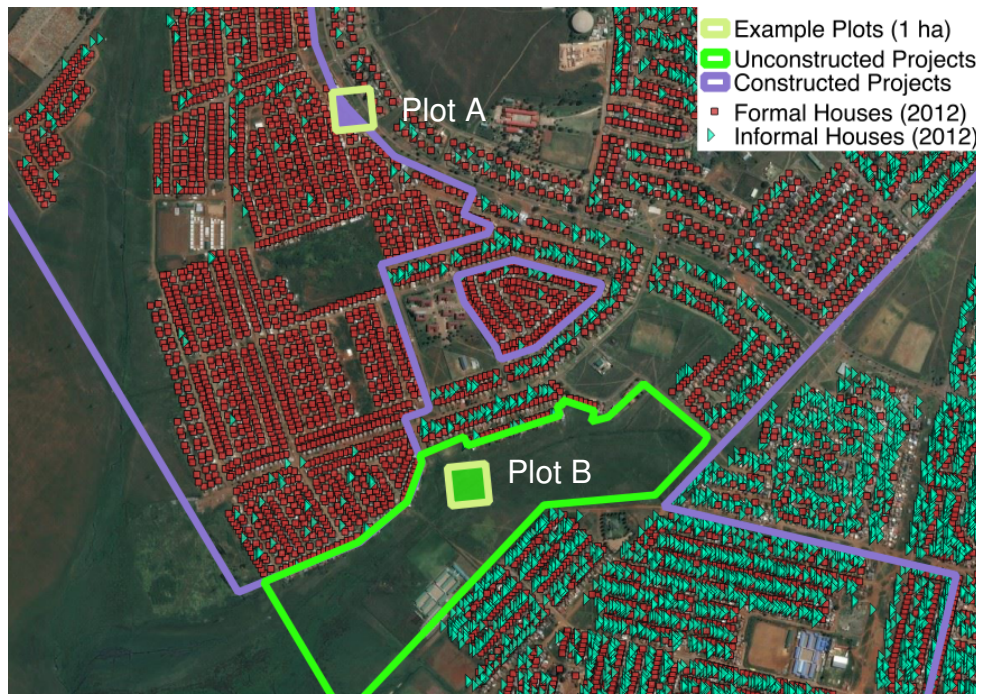 Example Plots (1 ha)
Unconstructed Projects
Constructed Projects
Formal Houses (2012)
Informal Houses (2012)
Plot A
Plot B